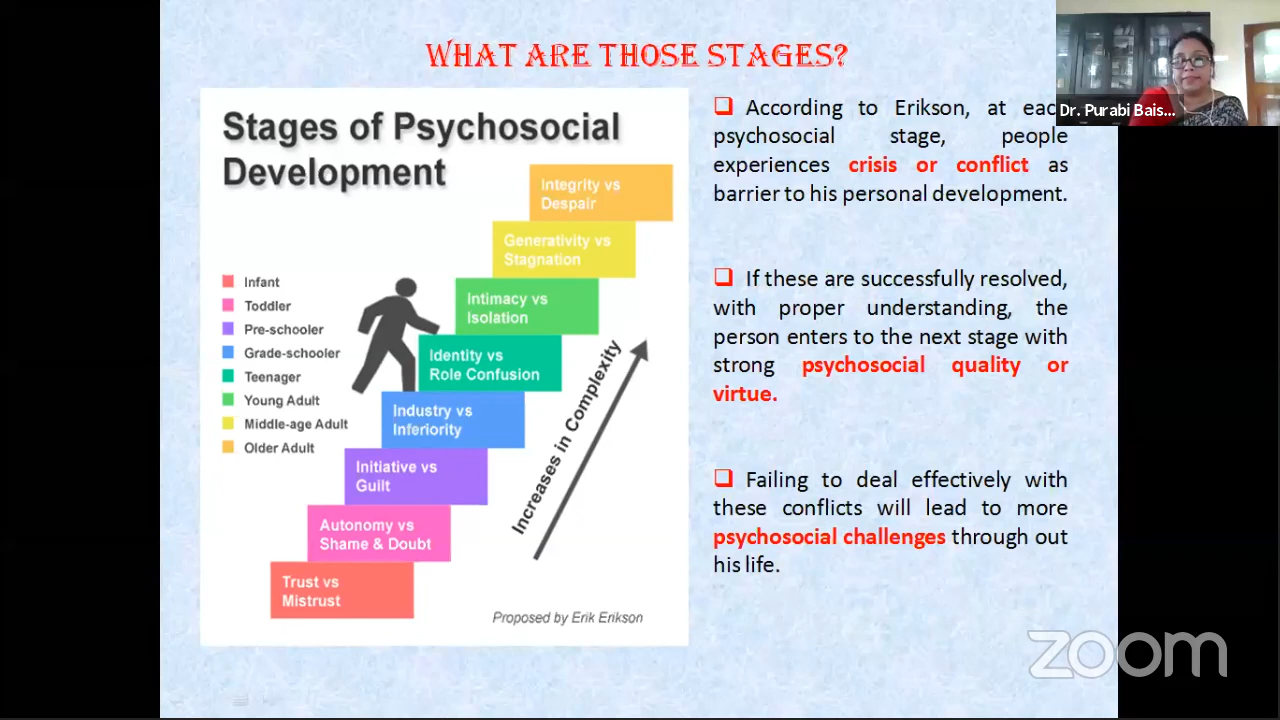 WHAT ARE THOSE STAGES?
Stages of Psychosocial
Development
Integrity vs
Despair
Generativity vs
Stagnation
Intimacy vs
Isolation
Identity vs
Role Confusion
Industry vs
Inferiority
Initiative vs
Guilt
Autonomy vs
Shame & Doubt
Trust vs
Mistrust
Infant
Toddler
Pre-schooler
Grade-schooler
Teenager
Young Adult
Middle-age Adult
Older Adult
Increases in Complexity
Proposed by Erik Erikson
According to Erikson, at eac
psychosocial stage, people
experiences crisis or conflict as
barrier to his personal development.
If these are successfully resolved,
with proper understanding, the
person enters to the next stage with
strong psychosocial quality or
virtue.
Failing to deal effectively with
these conflicts will lead to more
psychosocial challenges through out
his life.
Dr. Purabi Bais...
zoom